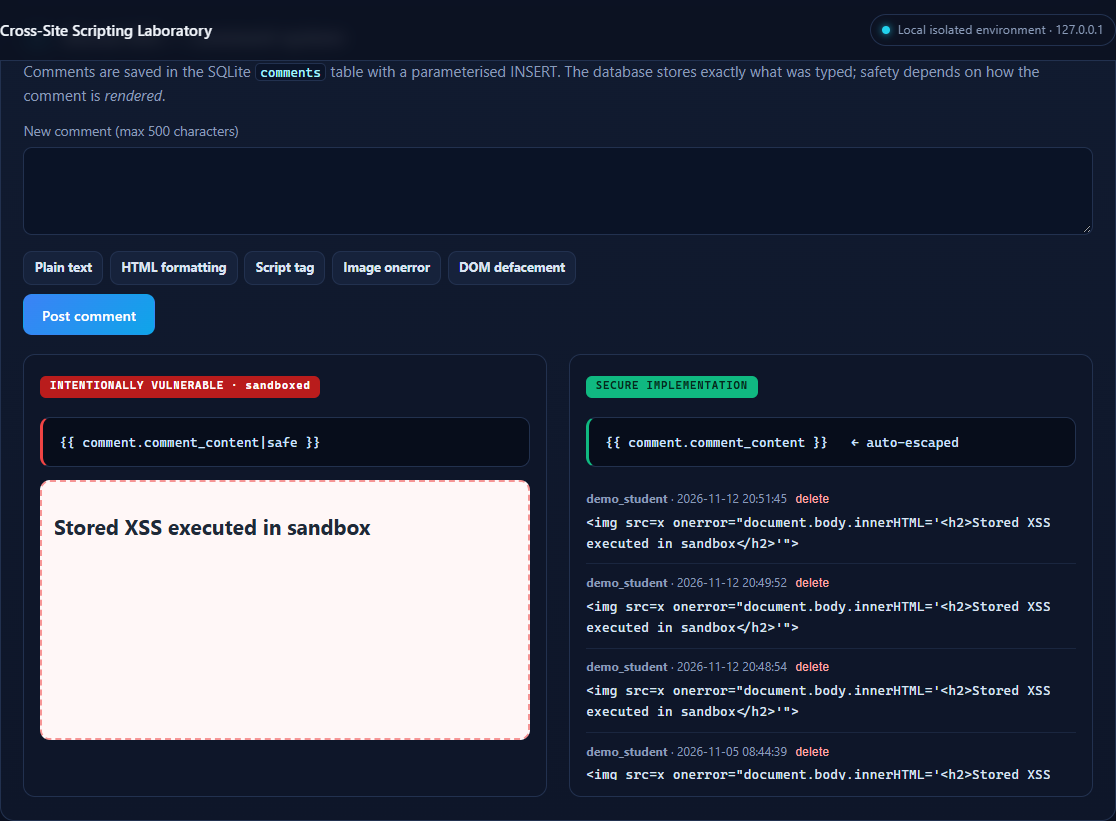 Cross-Site Scripting Laboratory
Local isolated environment · 127.0.0.1
Comments are saved in the SQLite comments table with a parameterised INSERT. The database stores exactly what was typed; safety depends on how the
comment is rendered.
New comment (max 500 characters)
Plain text HTML formatting Script tag Image onerror DOM defacement
Post comment
INTENTIONALLY VULNERABLE · sandboxed
{{ comment.comment_content|safe }}
Stored XSS executed in sandbox
SECURE IMPLEMENTATION
{{ comment.comment_content }} ← auto-escaped
demo_student · 2026-11-12 20:51:45 delete
<img src=x onerror="document.body.innerHTML='<h2>Stored XSS
executed in sandbox</h2>'">
demo_student · 2026-11-12 20:49:52 delete
<img src=x onerror="document.body.innerHTML='<h2>Stored XSS
executed in sandbox</h2>'">
demo_student · 2026-11-12 20:48:54 delete
<img src=x onerror="document.body.innerHTML='<h2>Stored XSS
executed in sandbox</h2>'">
demo_student · 2026-11-05 08:44:39 delete
<img src=x onerror="document.body.innerHTML='<h2>Stored XSS